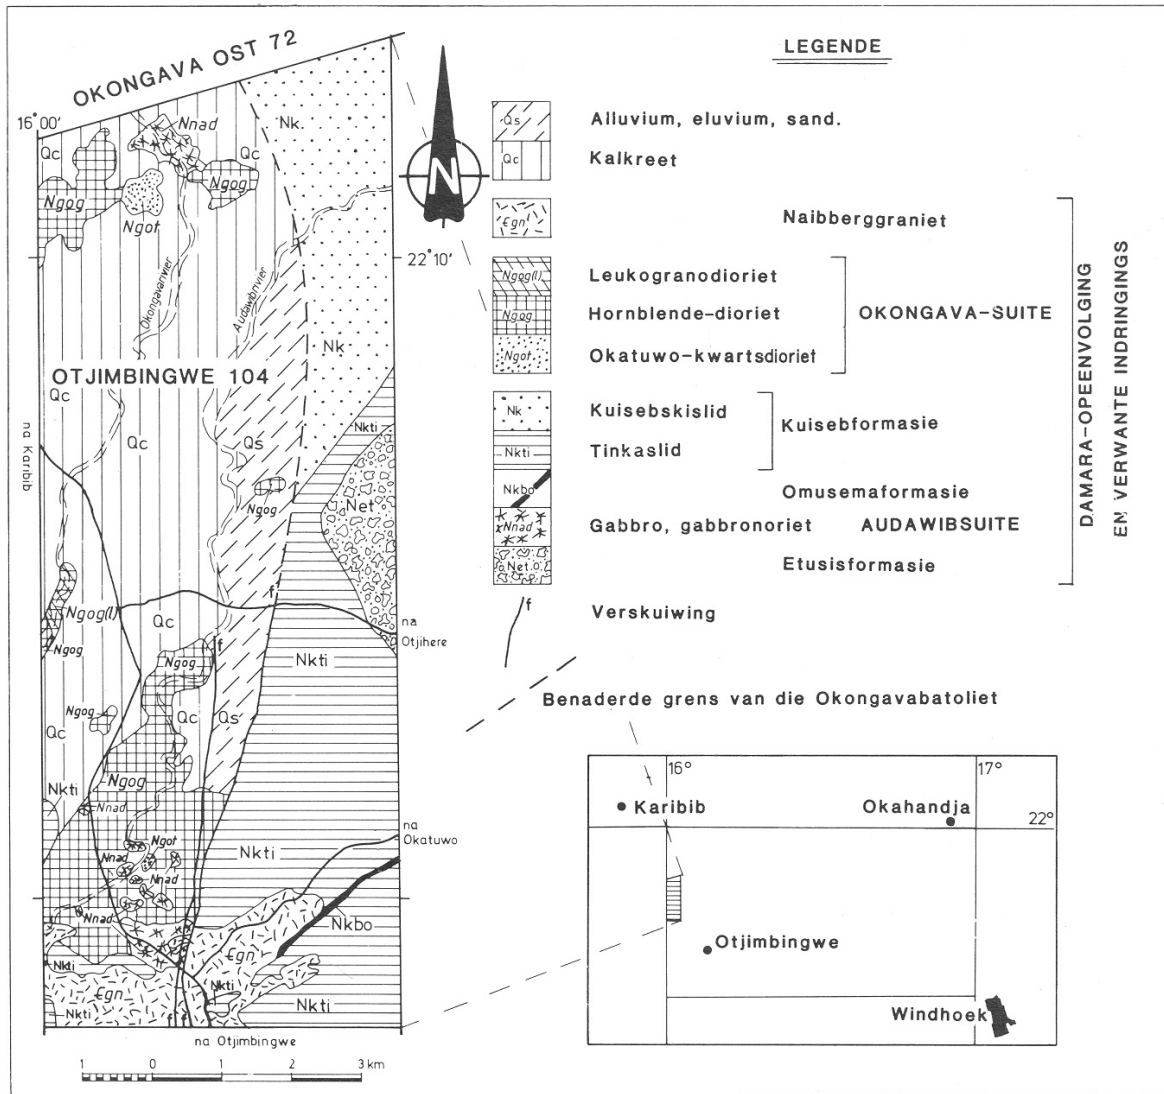 OKONGAVA OST 72
16°00'
Nnad
Nk
Qc
Qc
Ngog
Ngog
Ngot
22°10'
Okongavarivier
Audawibrivier
Nk
OTJIMBINGWE 104
Qc
na Karibib
Qc
Qs
Nkti
Ngog
Net
f
Ngog(l)
Qc
na
Otjihere
Ngog
f
Ngog
Nkti
Ngog
Qc
Qc
Qs
Ngog
Nkti
Nnad
na
Okatuwo
Ngot
Nnad
Nkti
Nnad
Nnad
Nkbo
Egn
Nkti
Egn
Nkti
Nkti
Nkti
f
f
na Otjimbingwe
1 0 1 2 3 km
N
LEGENDE
Qs Alluvium, eluvium, sand.
Qc Kalkreet
Egn Naibberggraniet
Ngog(l) Leukogranodioriet
Ngog Hornblende-dioriet OKONGAVA-SUITE
Ngot Okatuwo-kwartsdioriet
Nk Kuisebskislid
Kuisebformasie
Nkti Tinkaslid
Nkbo Omusemaformasie
Nnad Gabbro, gabbronoriet AUDAWIBSUITE
Net Etusisformasie
DAMARA-OPEENVOLGING
EN VERWANTE INDRINGINGS
f Verskuiwing
Benaderde grens van die Okongavabatoliet
16° 17°
Karibib Okahandja
22°
Otjimbingwe
Windhoek